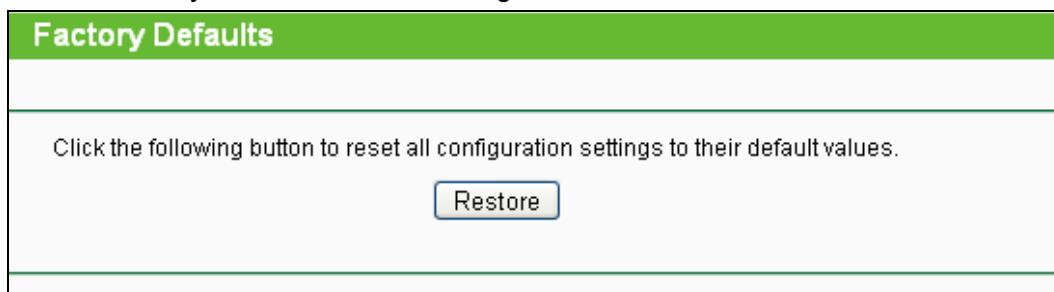 Factory Defaults
Click the following button to reset all configuration settings to their default values.
Restore